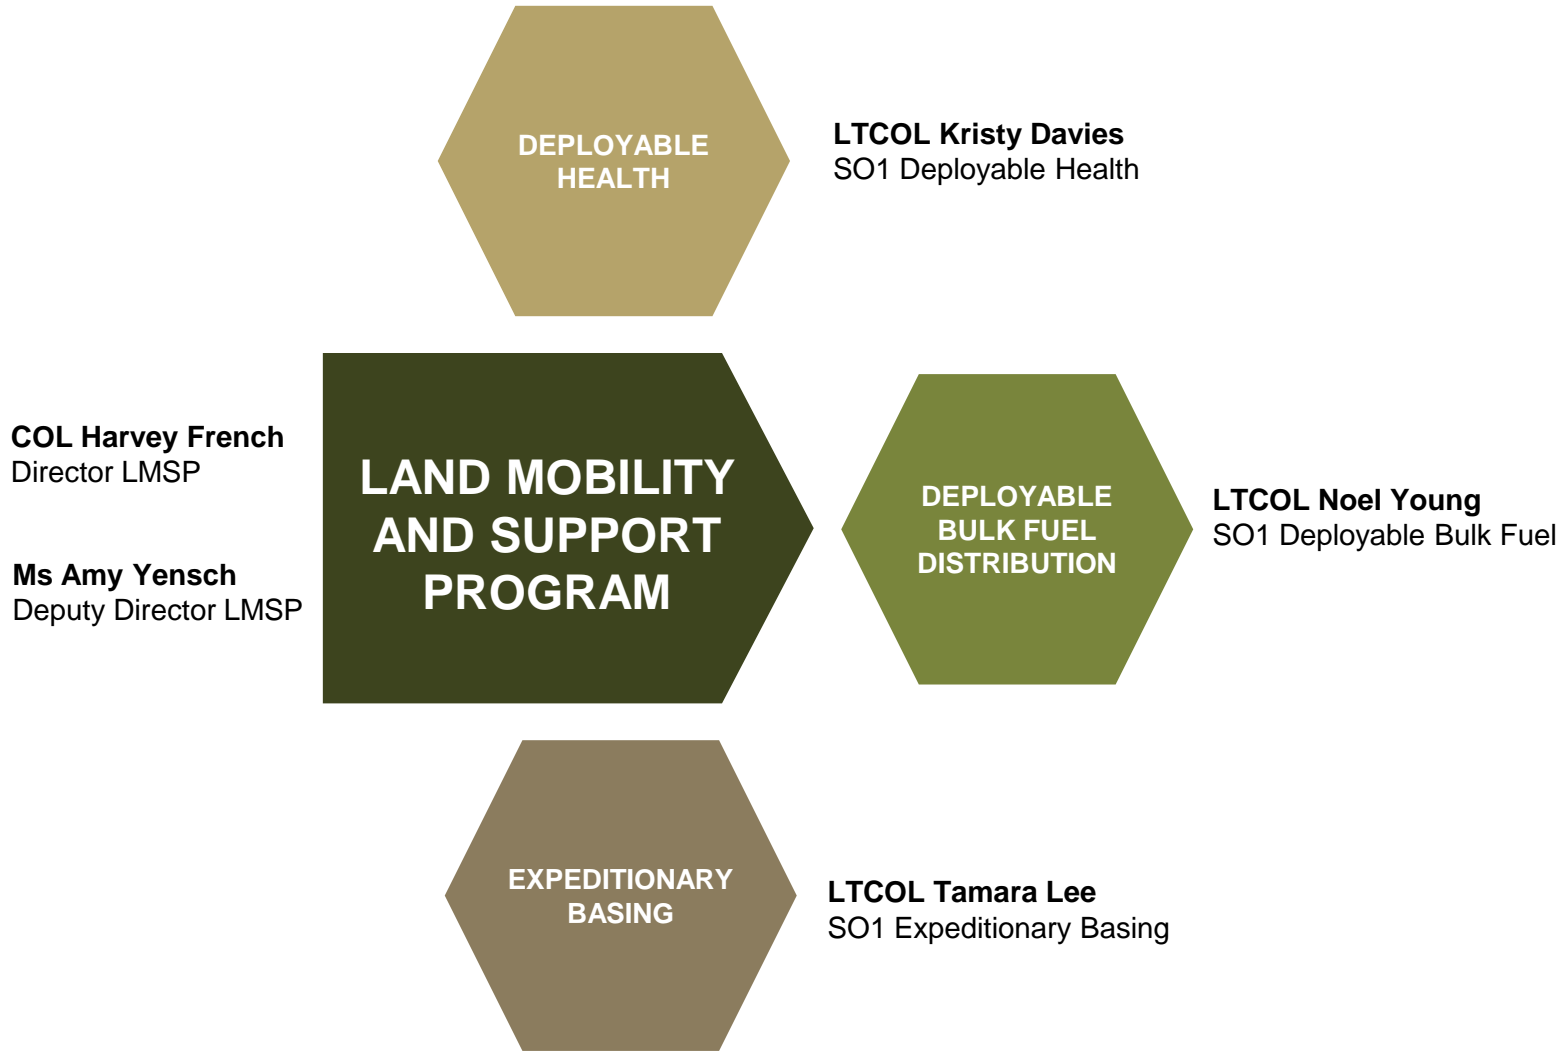 DEPLOYABLE
HEALTH
LTCOL Kristy Davies
SO1 Deployable Health
COL Harvey French
Director LMSP
Ms Amy Yensch
Deputy Director LMSP
LAND MOBILITY
AND SUPPORT
PROGRAM
DEPLOYABLE
BULK FUEL
DISTRIBUTION
LTCOL Noel Young
SO1 Deployable Bulk Fuel
EXPEDITIONARY
BASING
LTCOL Tamara Lee
SO1 Expeditionary Basing